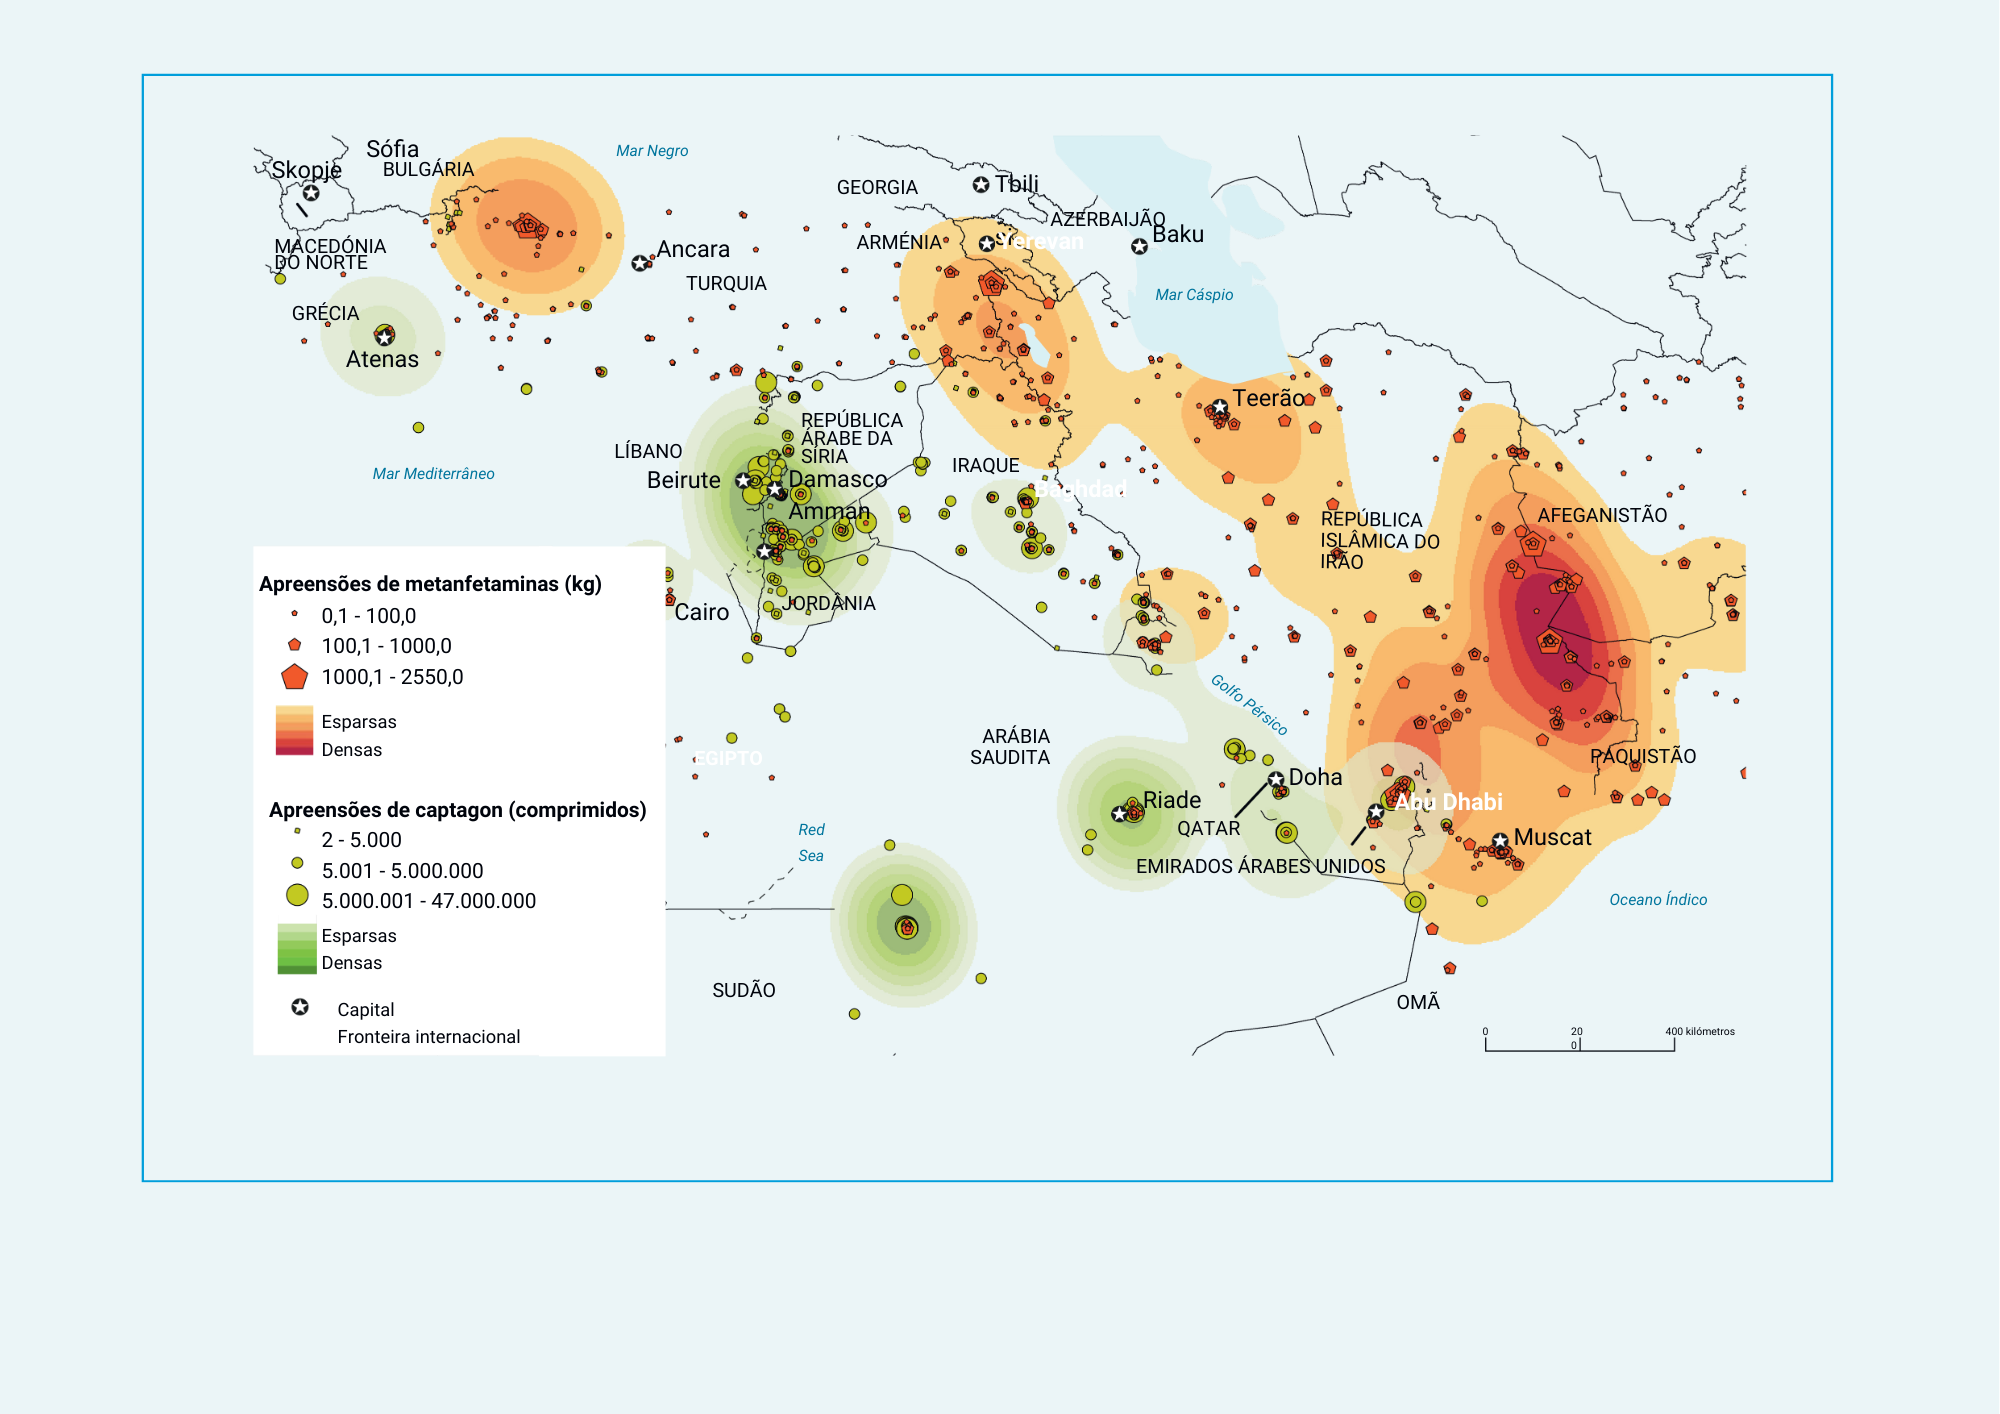 Sófia
Mar Negro
Skopje
BULGÁRIA
GEORGIA
Tbili
AZERBAIJÃO
Baku
MACEDÓNIA
DO NORTE
Ancara
ARMÉNIA
Yerevan
TURQUIA
Mar Cáspio
GRÉCIA
Atenas
Teerão
REPÚBLICA
ÁRABE DA
SÍRIA
LÍBANO
IRAQUE
Mar Mediterrâneo
Beirute
Damasco
Baghdad
Amman
REPÚBLICA
ISLÂMICA DO
IRÃO
AFEGANISTÃO
Apreensões de metanfetaminas (kg)
0,1 - 100,0
100,1 - 1000,0
1000,1 - 2550,0
Esparsas
Densas
Cairo
JORDÂNIA
Golfo Pérsico
ARÁBIA
SAUDITA
EGIPTO
PAQUISTÃO
Doha
Riade
Abu Dhabi
QATAR
Muscat
EMIRADOS ÁRABES UNIDOS
Red
Sea
Apreensões de captagon (comprimidos)
2 - 5.000
5.001 - 5.000.000
5.000.001 - 47.000.000
Esparsas
Densas
Oceano Índico
SUDÃO
OMÃ
Capital
Fronteira internacional
0
20
0
400 kilómetros